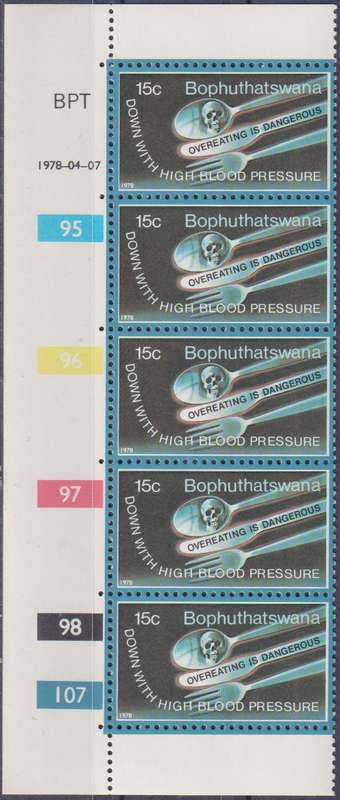 BPT
1978-04-07
95
96
97
98
107
15c Bophuthatswana
OVEREATING IS DANGEROUS
DOWN WITH HIGH BLOOD PRESSURE
1978
15c Bophuthatswana
OVEREATING IS DANGEROUS
DOWN WITH HIGH BLOOD PRESSURE
1978
15c Bophuthatswana
OVEREATING IS DANGEROUS
DOWN WITH HIGH BLOOD PRESSURE
1978
15c Bophuthatswana
OVEREATING IS DANGEROUS
DOWN WITH HIGH BLOOD PRESSURE
1978
15c Bophuthatswana
OVEREATING IS DANGEROUS
DOWN WITH HIGH BLOOD PRESSURE
1978